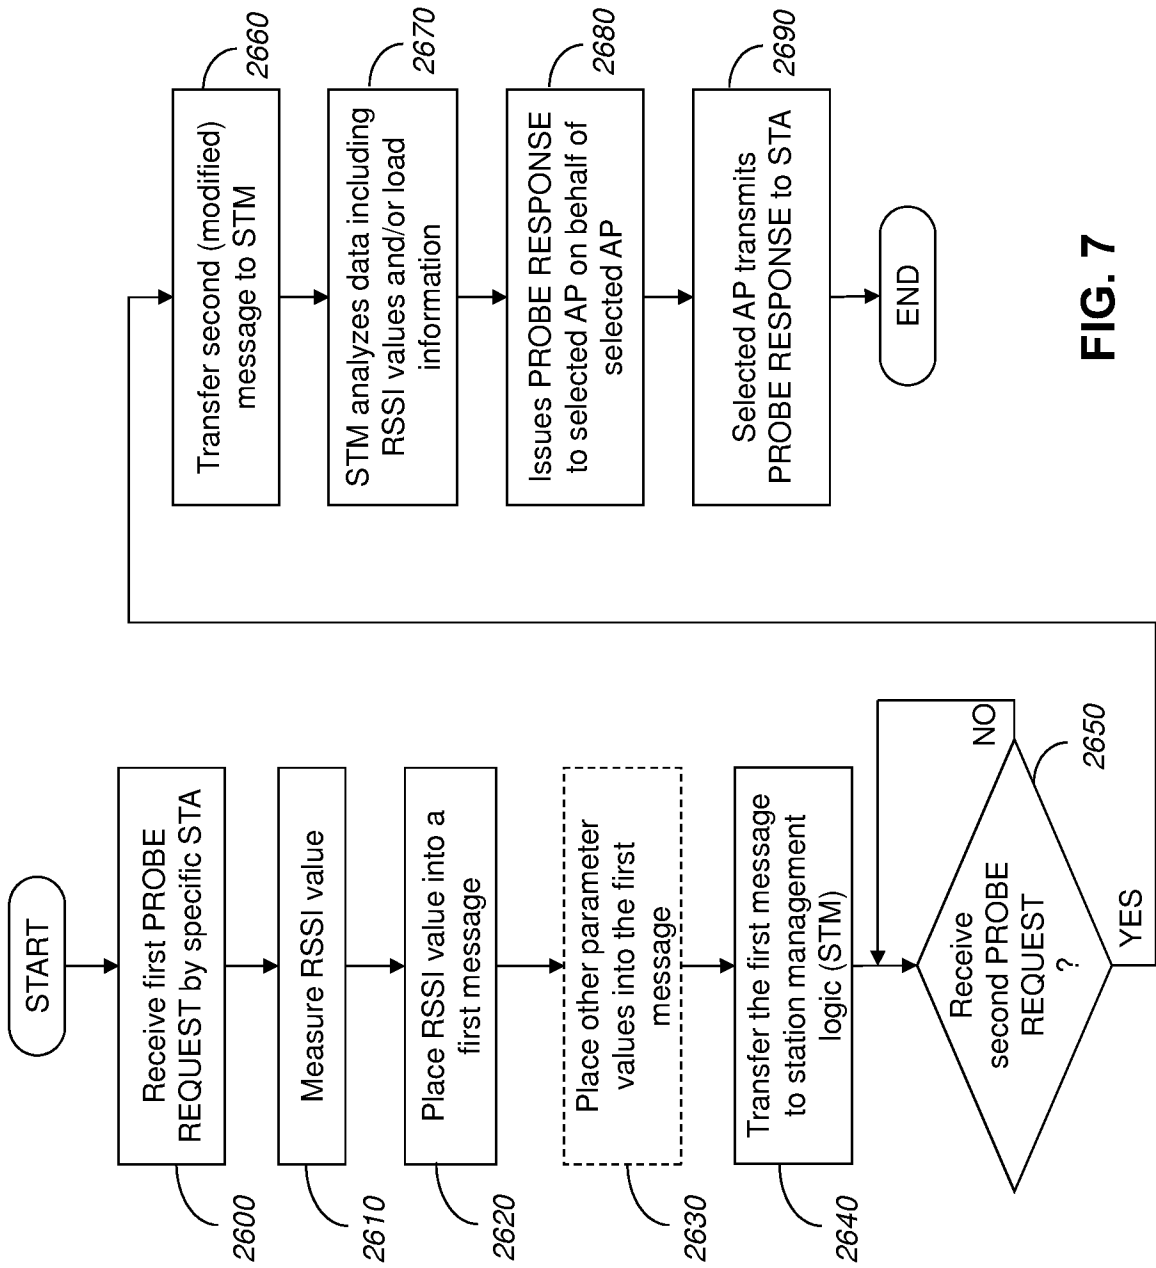 START
Receive first PROBE
REQUEST by specific STA
2600
Measure RSSI value
2610
Place RSSI value into a
first message
2620
Place other parameter
values into the first
message
2630
Transfer the first message
to station management
logic (STM)
2640
Receive
second PROBE
REQUEST
?
2650
NO
YES
Transfer second (modified)
message to STM
2660
STM analyzes data including
RSSI values and/or load
information
2670
Issues PROBE RESPONSE
to selected AP on behalf of
selected AP
2680
Selected AP transmits
PROBE RESPONSE to STA
2690
END
FIG. 7